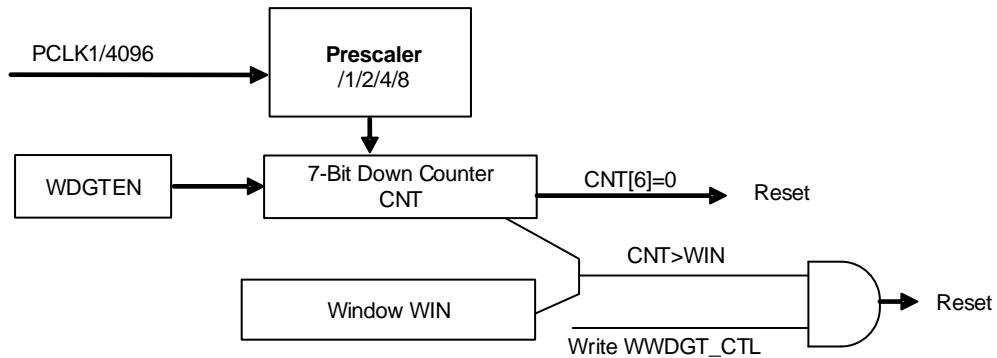 PCLK1/4096
Prescaler
/1/2/4/8
WDGTEN
7-Bit Down Counter
CNT
CNT[6]=0
Reset
CNT>WIN
Window WIN
Reset
Write WWDGT_CTL